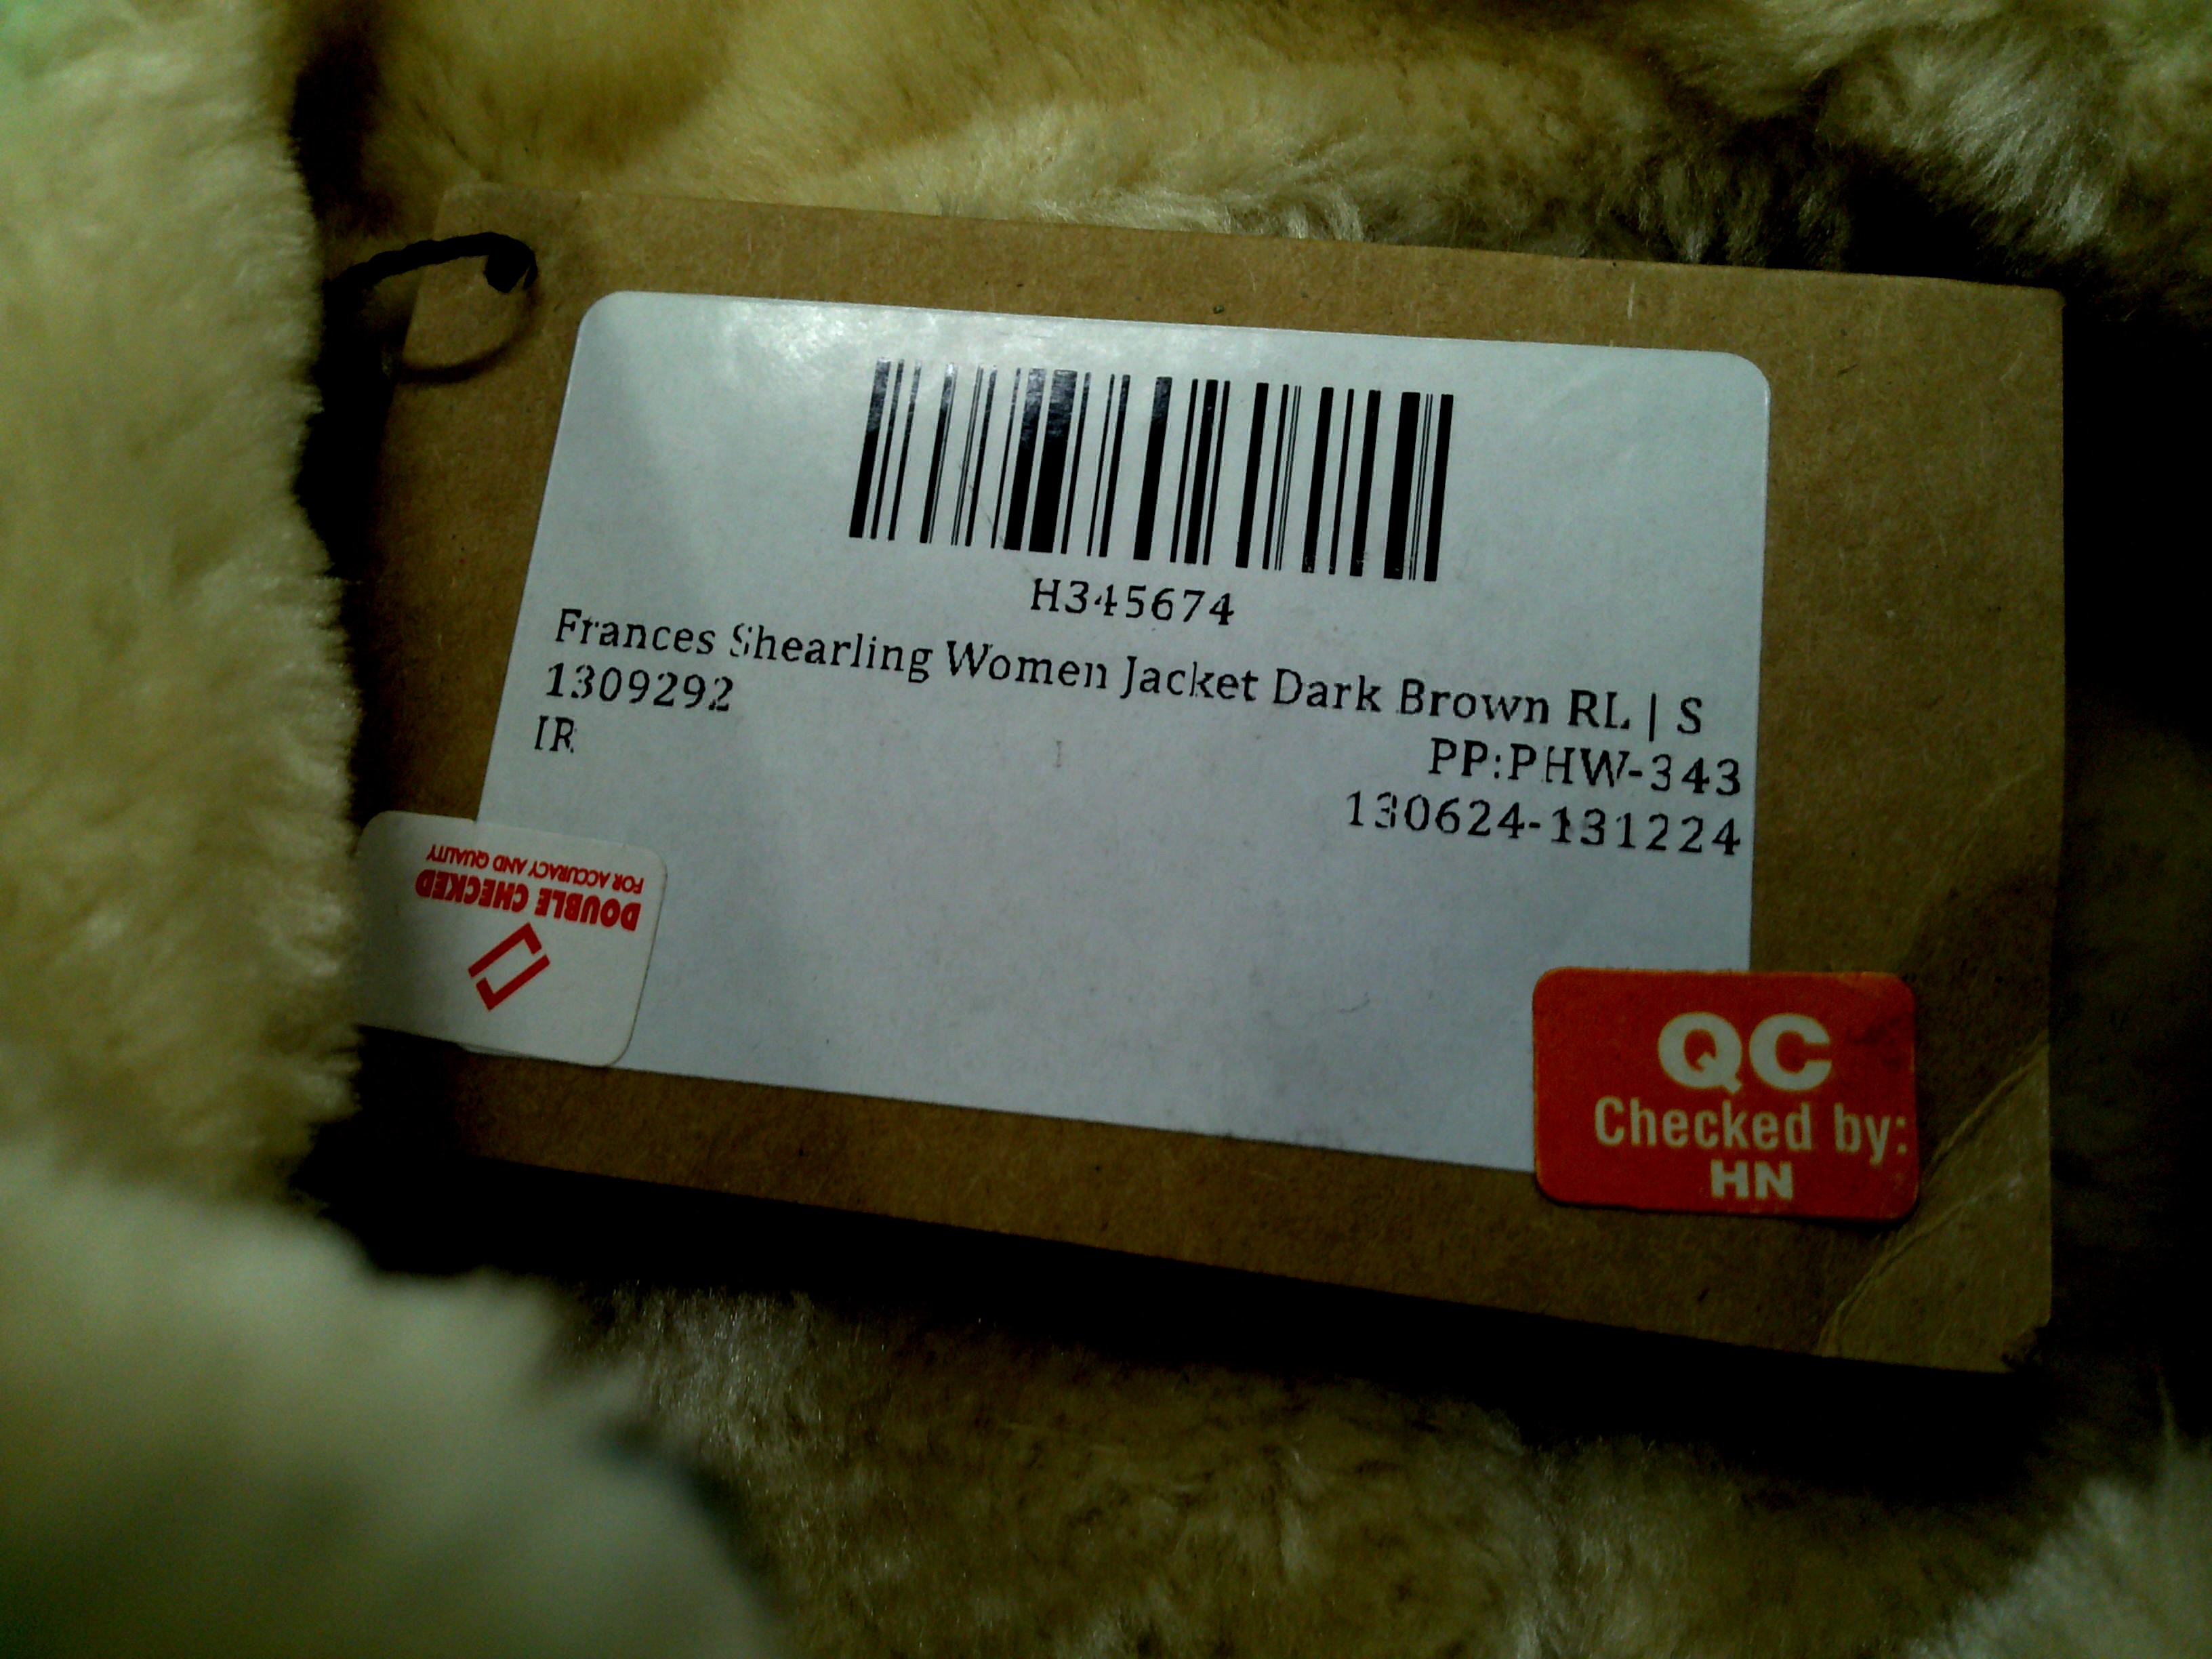 H345674
Frances Shearling Women Jacket Dark Brown RL | S
1309292
PP:PHW-343
IR
130624-131224
DOUBLE CHECKED
FOR ACCURACY AND QUALITY
QC
Checked by:
HN